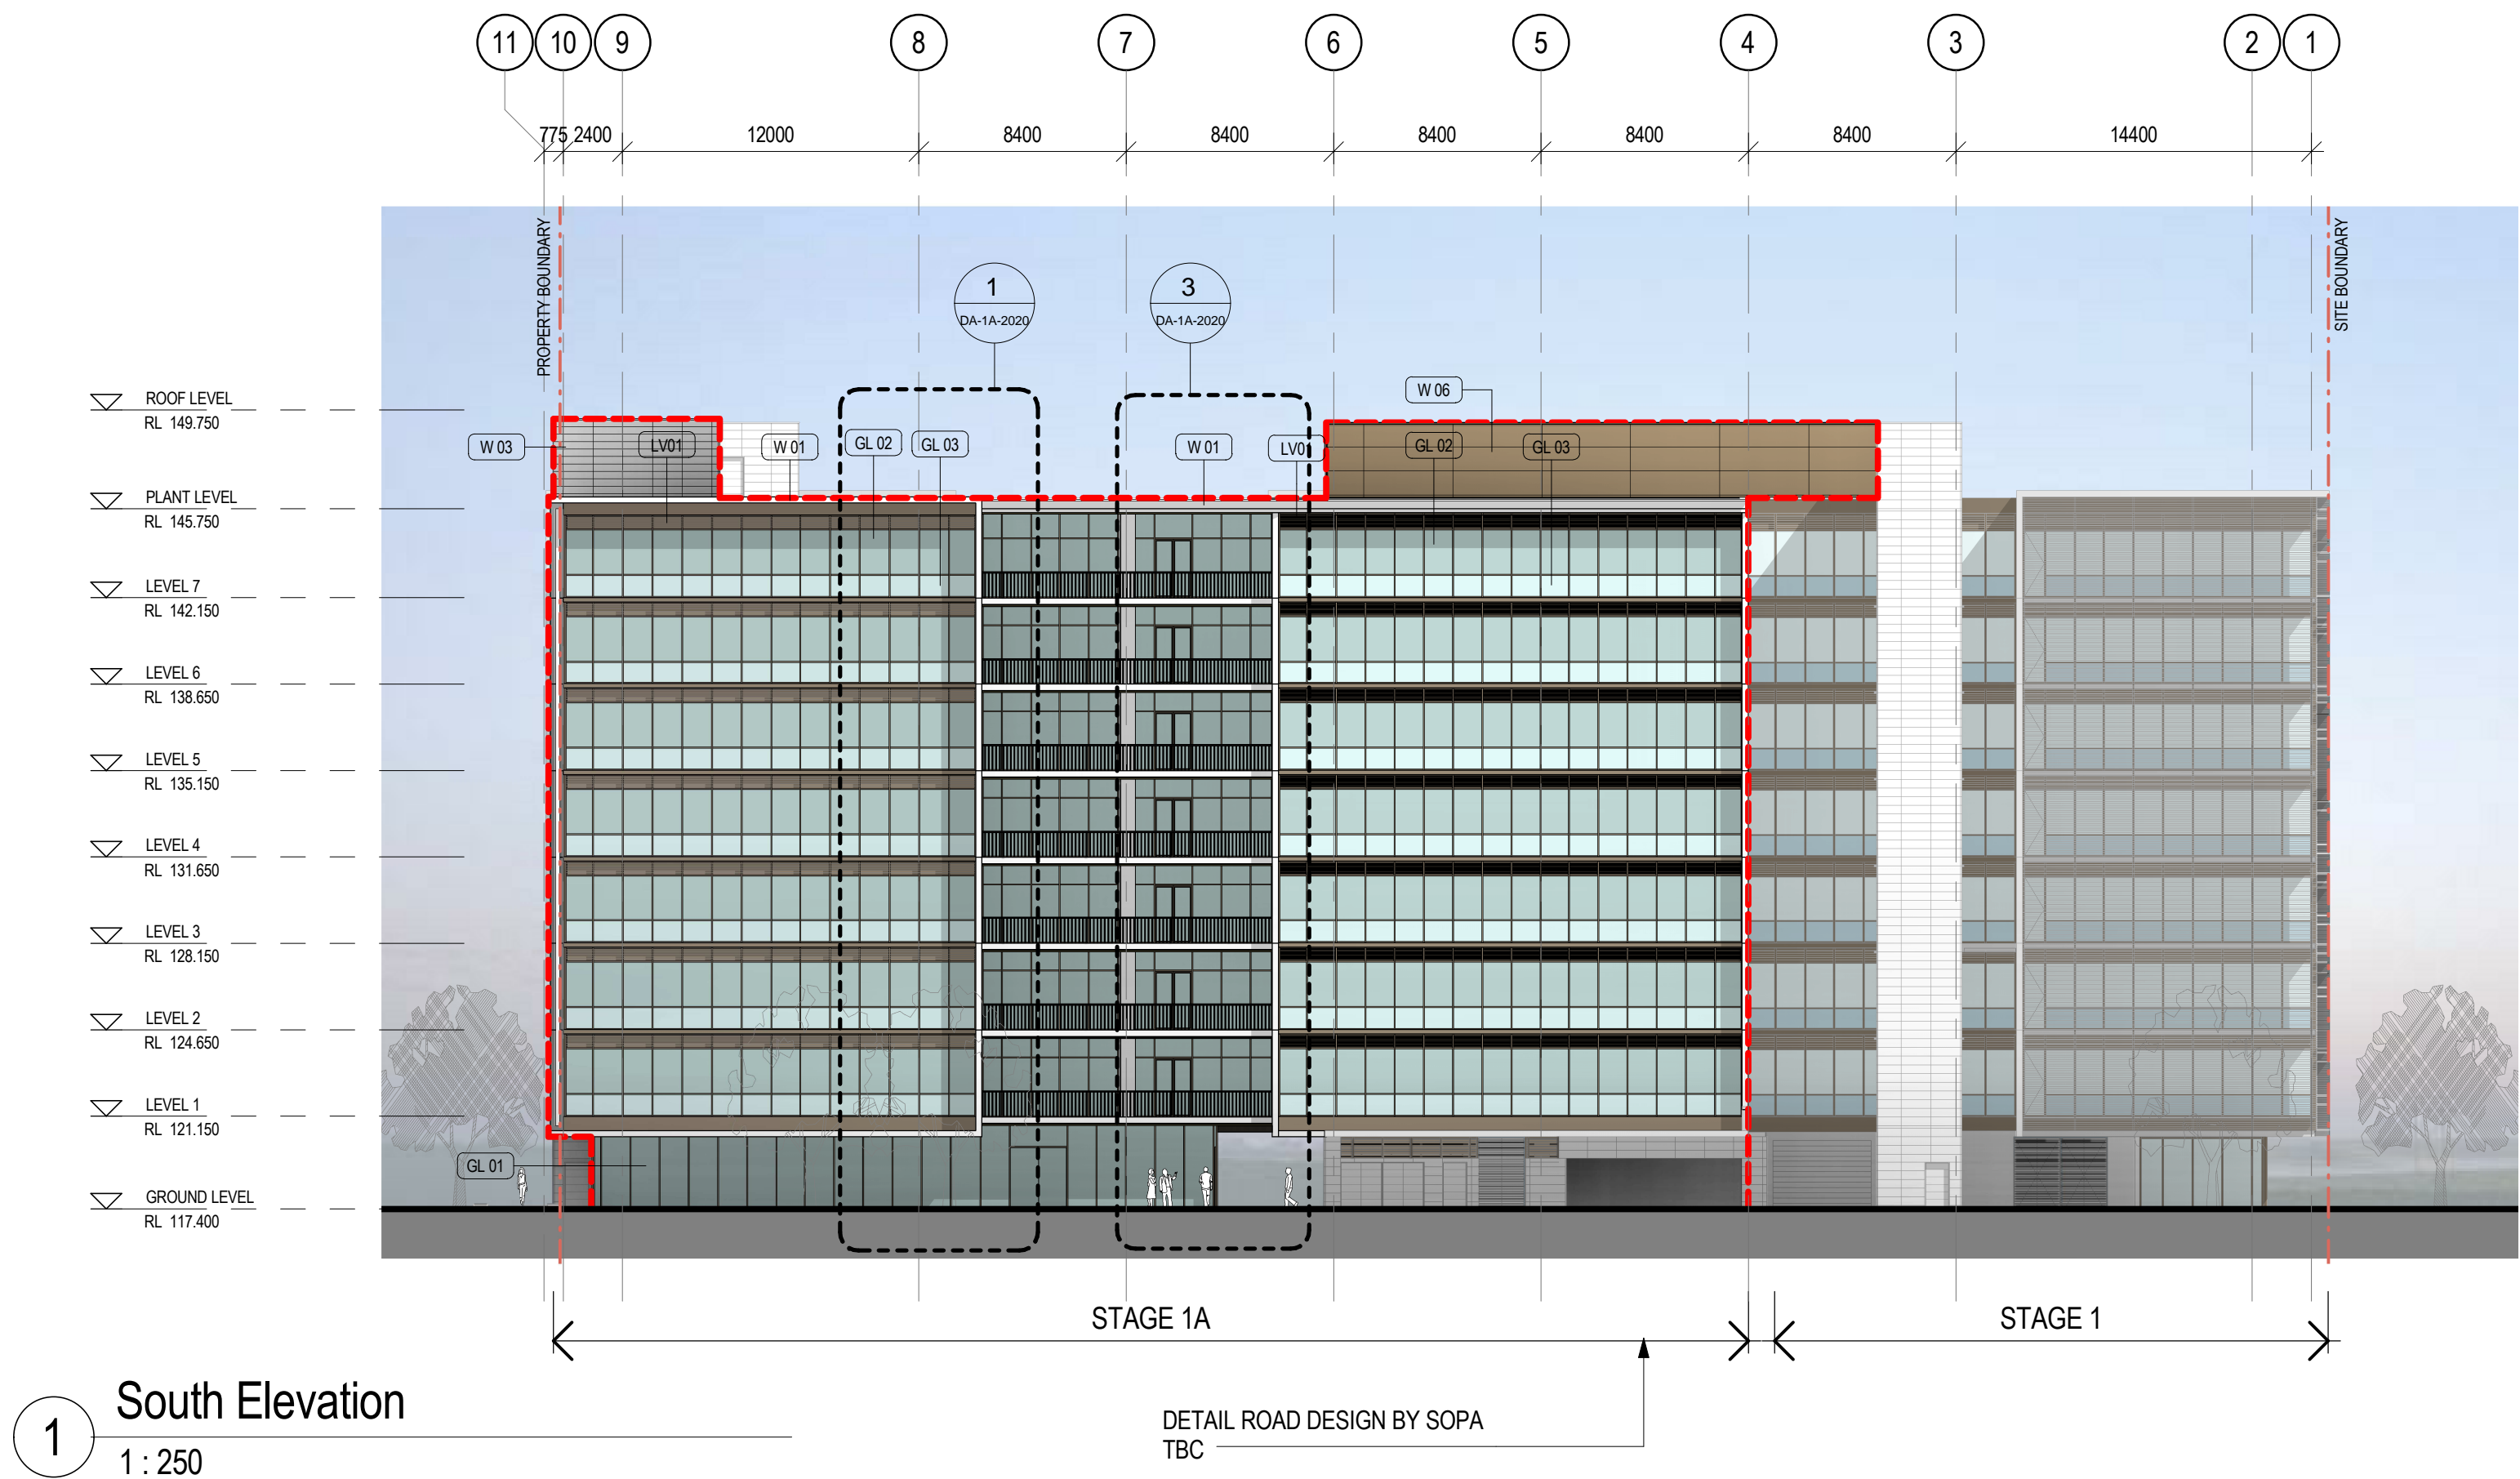 11 10 9 8 7 6 5 4 3 2 1
775 2400 12000 8400 8400 8400 8400 8400 14400
PROPERTY BOUNDARY
SITE BOUNDARY
1
DA-1A-2020
3
DA-1A-2020
W 06
ROOF LEVEL
RL 149.750
W 03 LV01 W 01 GL 02 GL 03 W 01 LV0 GL 02 GL 03
PLANT LEVEL
RL 145.750
LEVEL 7
RL 142.150
LEVEL 6
RL 138.650
LEVEL 5
RL 135.150
LEVEL 4
RL 131.650
LEVEL 3
RL 128.150
LEVEL 2
RL 124.650
LEVEL 1
RL 121.150
GL 01
GROUND LEVEL
RL 117.400
STAGE 1A
STAGE 1
DETAIL ROAD DESIGN BY SOPA
TBC
1
South Elevation
1 : 250